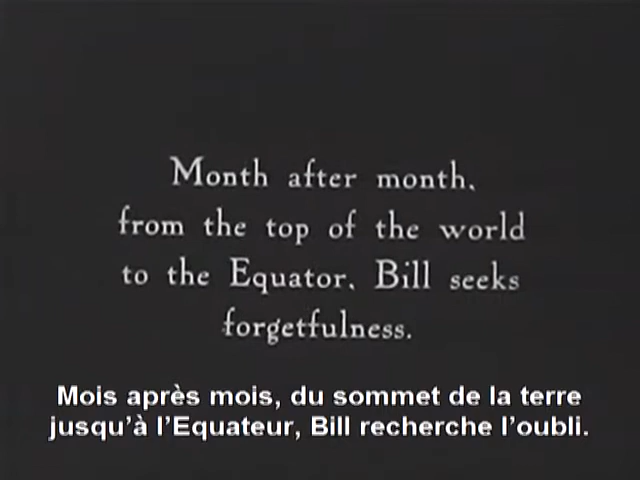 Month after month,
from the top of the world
to the Equator, Bill seeks
forgetfulness.
Mois après mois, du sommet de la terre
jusqu'à l'Equateur, Bill recherche l'oubli.